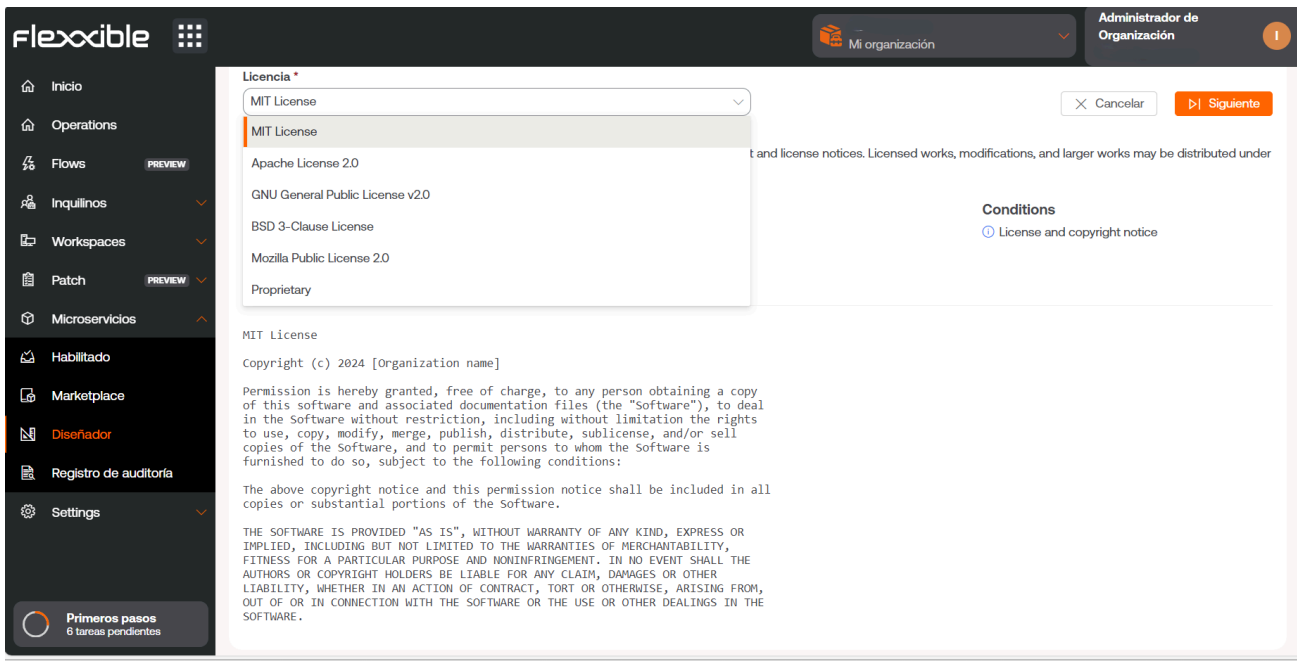 Flexxible
Mi organización
Administrador de
Organización
I
Inicio
Operations
Flows PREVIEW
Inquilinos
Workspaces
Patch PREVIEW
Microservicios
Habilitado
Marketplace
Diseñador
Registro de auditoría
Settings
Primeros pasos
6 tareas pendientes
Licencia *
MIT License
Cancelar
Siguiente
MIT License
Apache License 2.0
GNU General Public License v2.0
BSD 3-Clause License
Mozilla Public License 2.0
Proprietary
t and license notices. Licensed works, modifications, and larger works may be distributed under
Conditions
License and copyright notice
MIT License
Copyright (c) 2024 [Organization name]
Permission is hereby granted, free of charge, to any person obtaining a copy
of this software and associated documentation files (the "Software"), to deal
in the Software without restriction, including without limitation the rights
to use, copy, modify, merge, publish, distribute, sublicense, and/or sell
copies of the Software, and to permit persons to whom the Software is
furnished to do so, subject to the following conditions:
The above copyright notice and this permission notice shall be included in all
copies or substantial portions of the Software.
THE SOFTWARE IS PROVIDED "AS IS", WITHOUT WARRANTY OF ANY KIND, EXPRESS OR
IMPLIED, INCLUDING BUT NOT LIMITED TO THE WARRANTIES OF MERCHANTABILITY,
FITNESS FOR A PARTICULAR PURPOSE AND NONINFRINGEMENT. IN NO EVENT SHALL THE
AUTHORS OR COPYRIGHT HOLDERS BE LIABLE FOR ANY CLAIM, DAMAGES OR OTHER
LIABILITY, WHETHER IN AN ACTION OF CONTRACT, TORT OR OTHERWISE, ARISING FROM,
OUT OF OR IN CONNECTION WITH THE SOFTWARE OR THE USE OR OTHER DEALINGS IN THE
SOFTWARE.